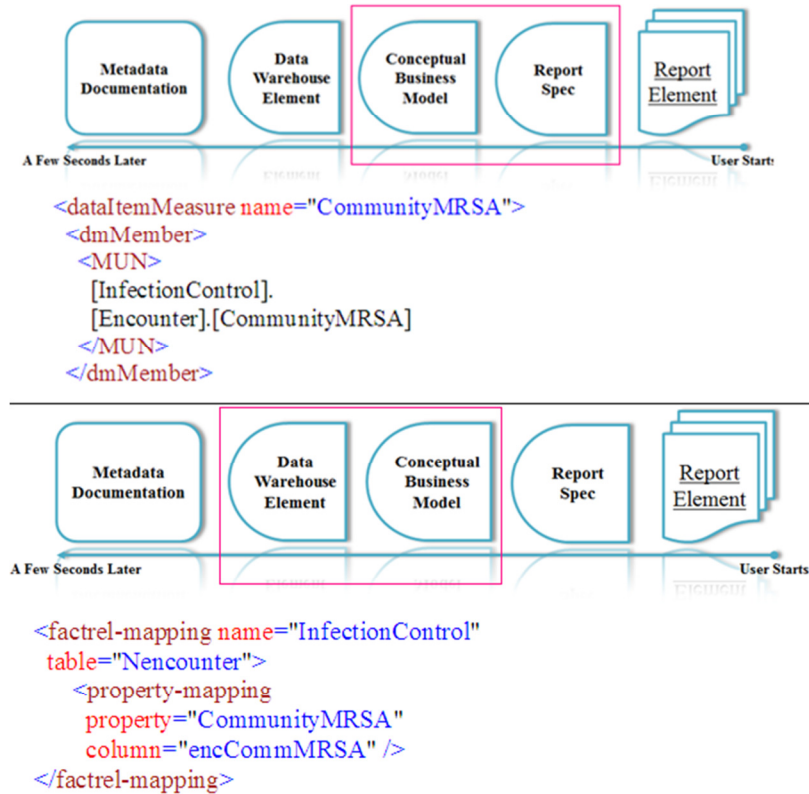 Metadata
Documentation
Data
Warehouse
Element
Conceptual
Business
Model
Report
Spec
Report
Element
A Few Seconds Later
User Starts
<dataItemMeasure name="CommunityMRSA">
<dmMember>
<MUN>
[InfectionControl].
[Encounter].[CommunityMRSA]
</MUN>
</dmMember>
Metadata
Documentation
Data
Warehouse
Element
Conceptual
Business
Model
Report
Spec
Report
Element
A Few Seconds Later
User Starts
<factrel-mapping name="InfectionControl"
table="Nencounter">
<property-mapping
property="CommunityMRSA"
column="encCommMRSA" />
</factrel-mapping>